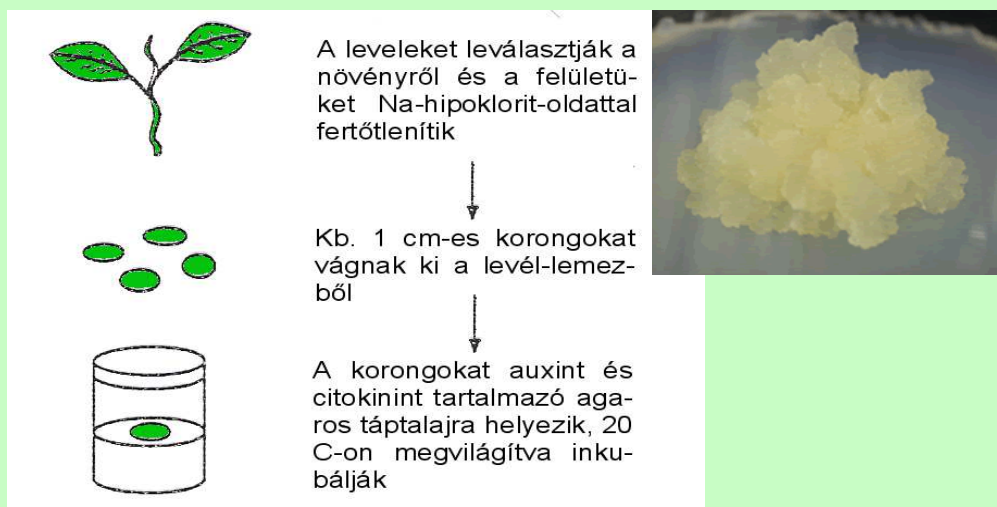 A leveleket leválasztják a
növényről és a felületü-
ket Na-hipoklorit-oldattal
fertőtlenítik
Kb. 1 cm-es korongokat
vágnak ki a levél-lemez-
ből
A korongokat auxint és
citokinint tartalmazó aga-
ros táptalajra helyezik, 20
C-on megvilágítva inku-
bálják